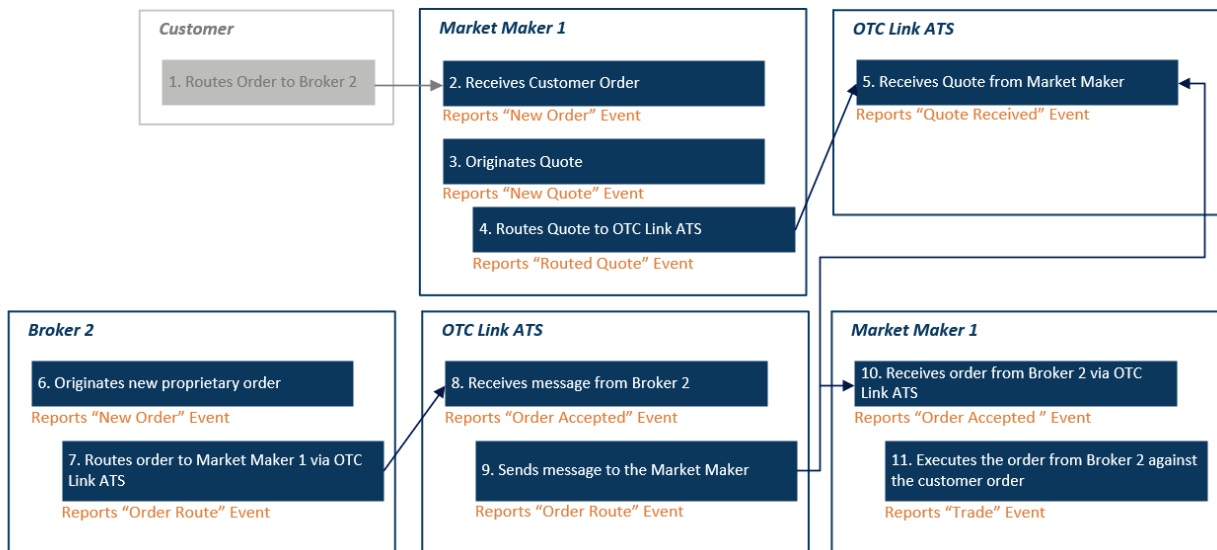 Customer
1. Routes Order to Broker 2
Market Maker 1
2. Receives Customer Order
Reports “New Order” Event
3. Originates Quote
Reports “New Quote” Event
4. Routes Quote to OTC Link ATS
Reports “Routed Quote” Event
OTC Link ATS
5. Receives Quote from Market Maker
Reports “Quote Received” Event
Broker 2
6. Originates new proprietary order
Reports “New Order” Event
7. Routes order to Market Maker 1 via OTC
Link ATS
Reports “Order Route” Event
OTC Link ATS
8. Receives message from Broker 2
Reports “Order Accepted” Event
9. Sends message to the Market Maker
Reports “Order Route” Event
Market Maker 1
10. Receives order from Broker 2 via OTC
Link ATS
Reports “Order Accepted ” Event
11. Executes the order from Broker 2 against
the customer order
Reports “Trade” Event